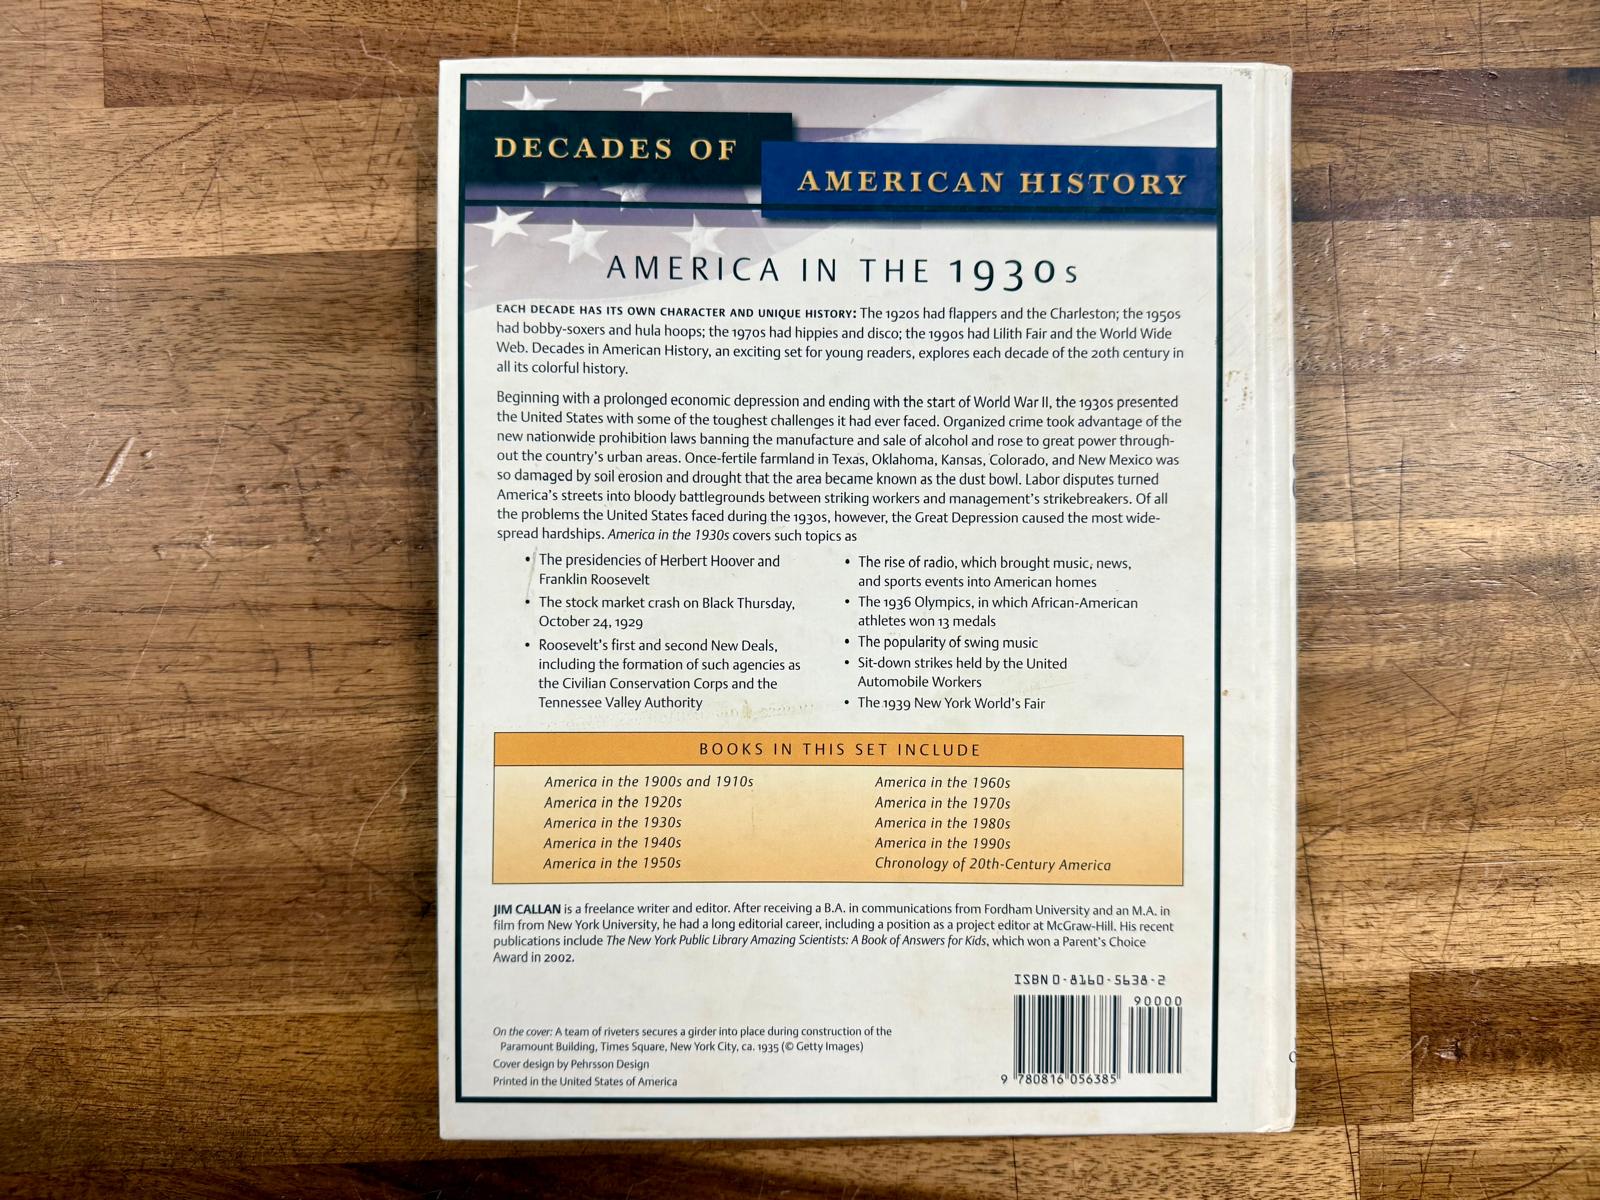 DECADES OF
AMERICAN HISTORY
AMERICA IN THE 1930s
EACH DECADE HAS ITS OWN CHARACTER AND UNIQUE HISTORY: The 1920s had flappers and the Charleston; the 1950s
had bobby-soxers and hula hoops; the 1970s had hippies and disco; the 1990s had Lilith Fair and the World Wide
Web. Decades in American History, an exciting set for young readers, explores each decade of the 20th century in
all its colorful history.
Beginning with a prolonged economic depression and ending with the start of World War II, the 1930s presented
the United States with some of the toughest challenges it had ever faced. Organized crime took advantage of the
new nationwide prohibition laws banning the manufacture and sale of alcohol and rose to great power through-
out the country's urban areas. Once-fertile farmland in Texas, Oklahoma, Kansas, Colorado, and New Mexico was
so damaged by soil erosion and drought that the area became known as the dust bowl. Labor disputes turned
America's streets into bloody battlegrounds between striking workers and management's strikebreakers. Of all
the problems the United States faced during the 1930s, however, the Great Depression caused the most wide-
spread hardships. America in the 1930s covers such topics as
• The presidencies of Herbert Hoover and
Franklin Roosevelt
• The stock market crash on Black Thursday,
October 24, 1929
• Roosevelt's first and second New Deals,
including the formation of such agencies as
the Civilian Conservation Corps and the
Tennessee Valley Authority
• The rise of radio, which brought music, news,
and sports events into American homes
• The 1936 Olympics, in which African-American
athletes won 13 medals
• The popularity of swing music
• Sit-down strikes held by the United
Automobile Workers
• The 1939 New York World's Fair
BOOKS IN THIS SET INCLUDE
America in the 1900s and 1910s
America in the 1920s
America in the 1930s
America in the 1940s
America in the 1950s
America in the 1960s
America in the 1970s
America in the 1980s
America in the 1990s
Chronology of 20th-Century America
JIM CALLAN is a freelance writer and editor. After receiving a B.A. in communications from Fordham University and an M.A. in
film from New York University, he had a long editorial career, including a position as a project editor at McGraw-Hill. His recent
publications include The New York Public Library Amazing Scientists: A Book of Answers for Kids, which won a Parent's Choice
Award in 2002.
ISBN 0-8160-5638-2
90000
9 780816 056385
On the cover: A team of riveters secures a girder into place during construction of the
Paramount Building, Times Square, New York City, ca. 1935 (© Getty Images)
Cover design by Pehrsson Design
Printed in the United States of America